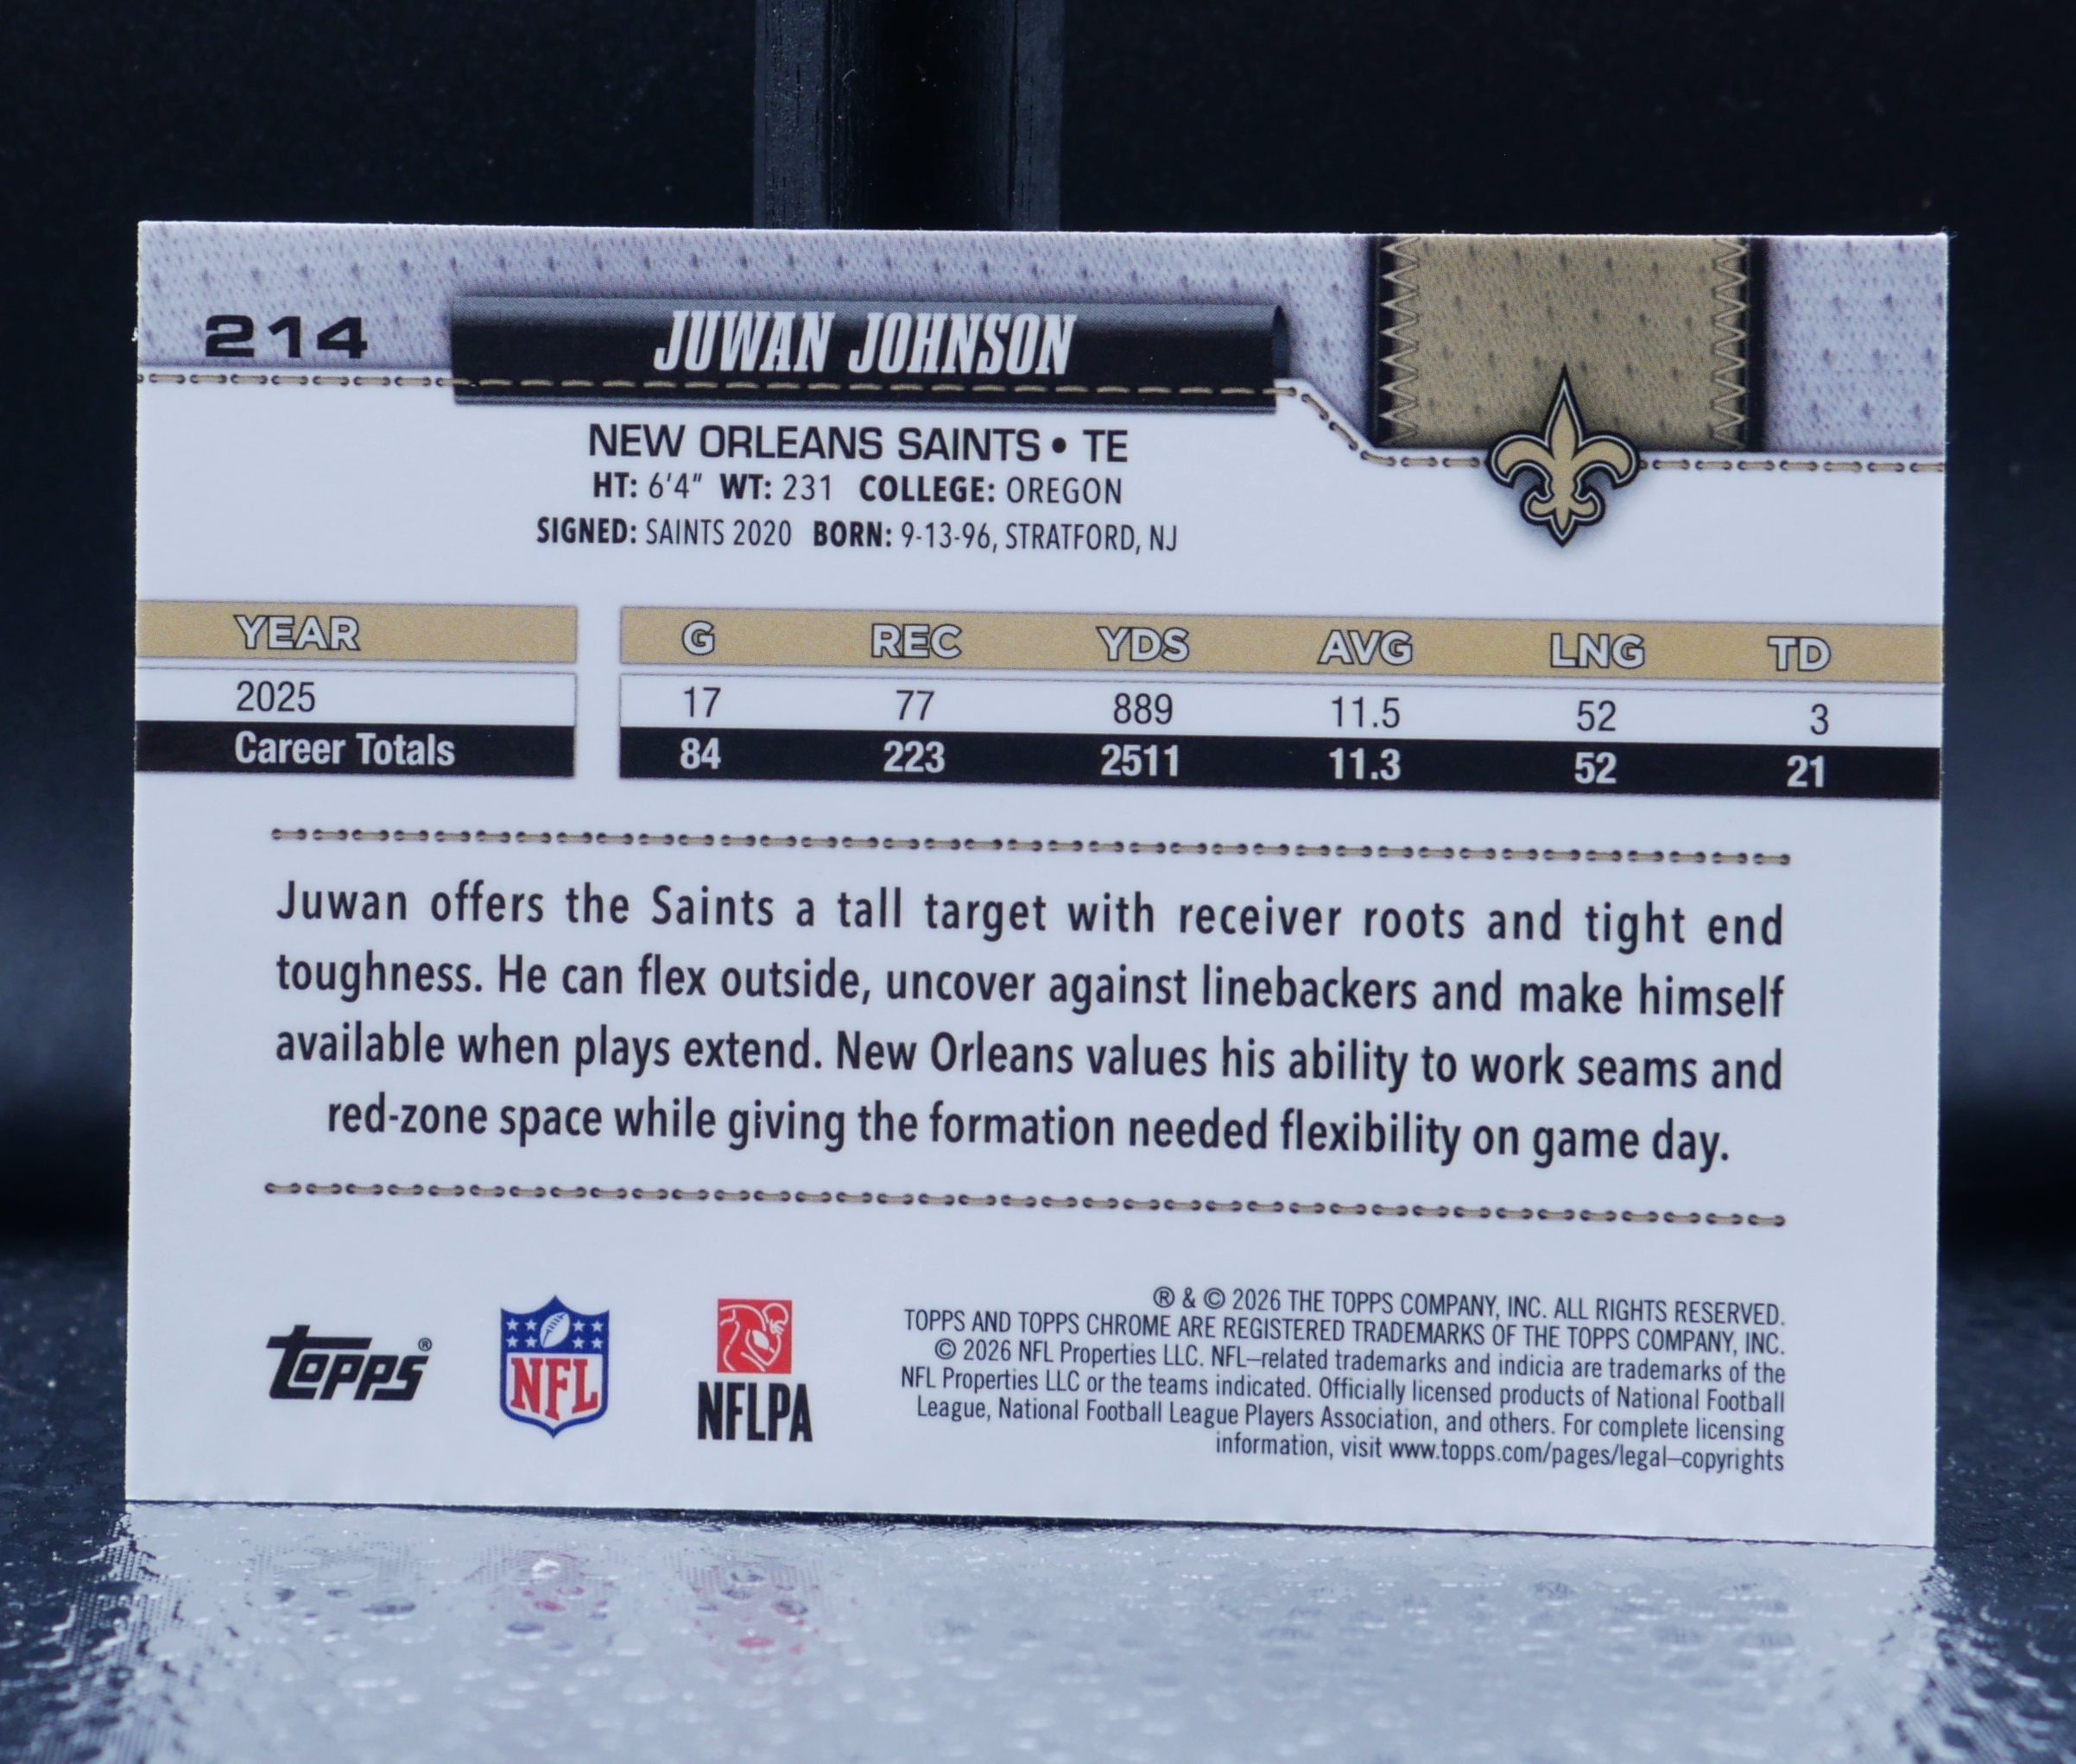 214
JUWAN JOHNSON
NEW ORLEANS SAINTS • TE
HT: 6'4" WT: 231 COLLEGE: OREGON
SIGNED: SAINTS 2020 BORN: 9-13-96, STRATFORD, NJ
YEAR G REC YDS AVG LNG TD
2025 17 77 889 11.5 52 3
Career Totals 84 223 2511 11.3 52 21
Juwan offers the Saints a tall target with receiver roots and tight end
toughness. He can flex outside, uncover against linebackers and make himself
available when plays extend. New Orleans values his ability to work seams and
red-zone space while giving the formation needed flexibility on game day.
topps®
NFL
NFLPA
® & © 2026 THE TOPPS COMPANY, INC. ALL RIGHTS RESERVED.
TOPPS AND TOPPS CHROME ARE REGISTERED TRADEMARKS OF THE TOPPS COMPANY, INC.
© 2026 NFL Properties LLC. NFL–related trademarks and indicia are trademarks of the
NFL Properties LLC or the teams indicated. Officially licensed products of National Football
League, National Football League Players Association, and others. For complete licensing
information, visit www.topps.com/pages/legal–copyrights